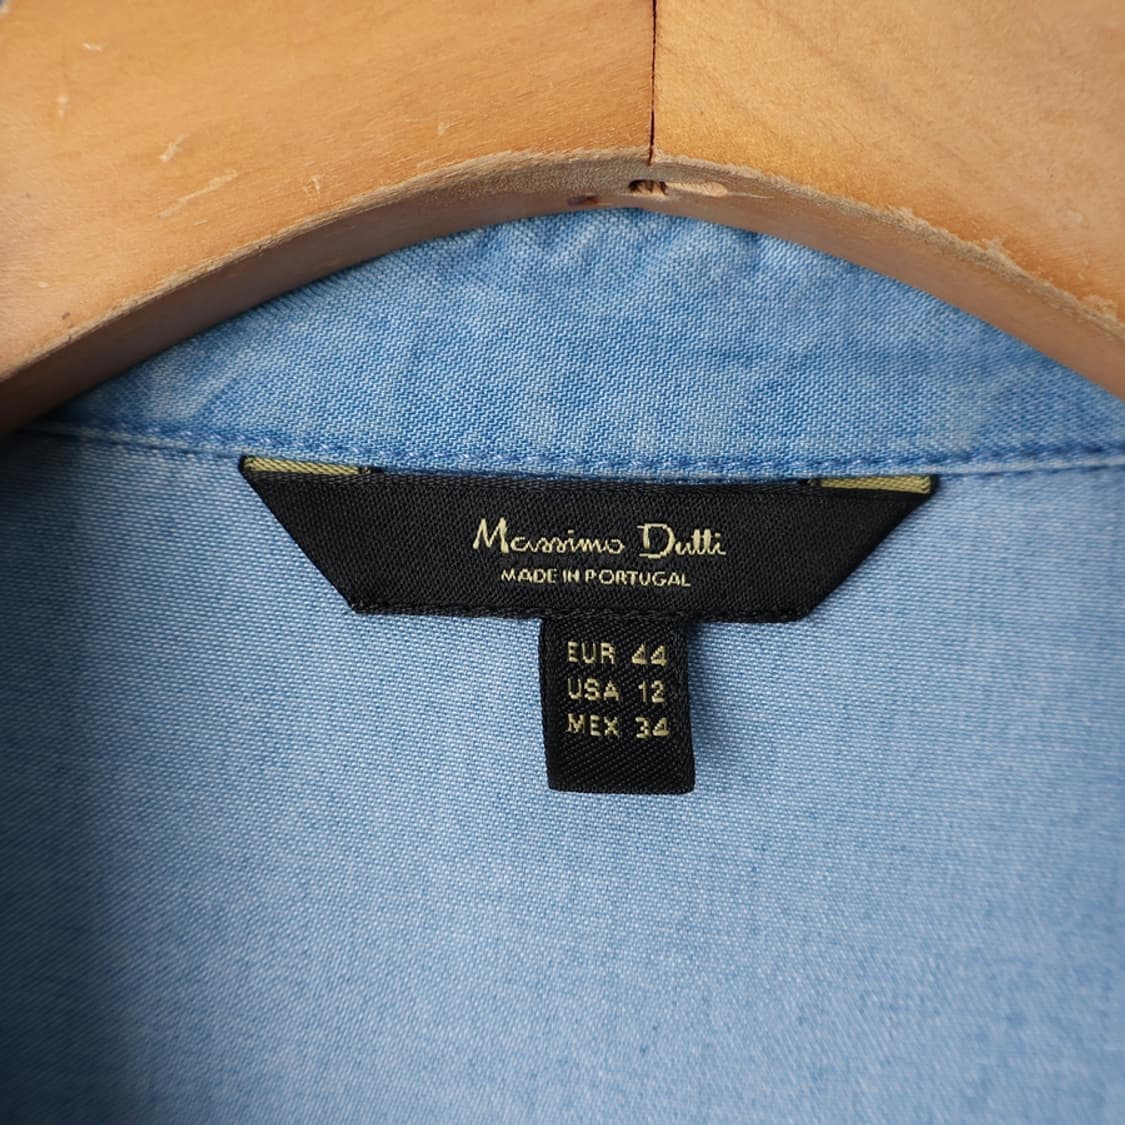 Massimo Dutti
MADE IN PORTUGAL
EUR 44
USA 12
MEX 34